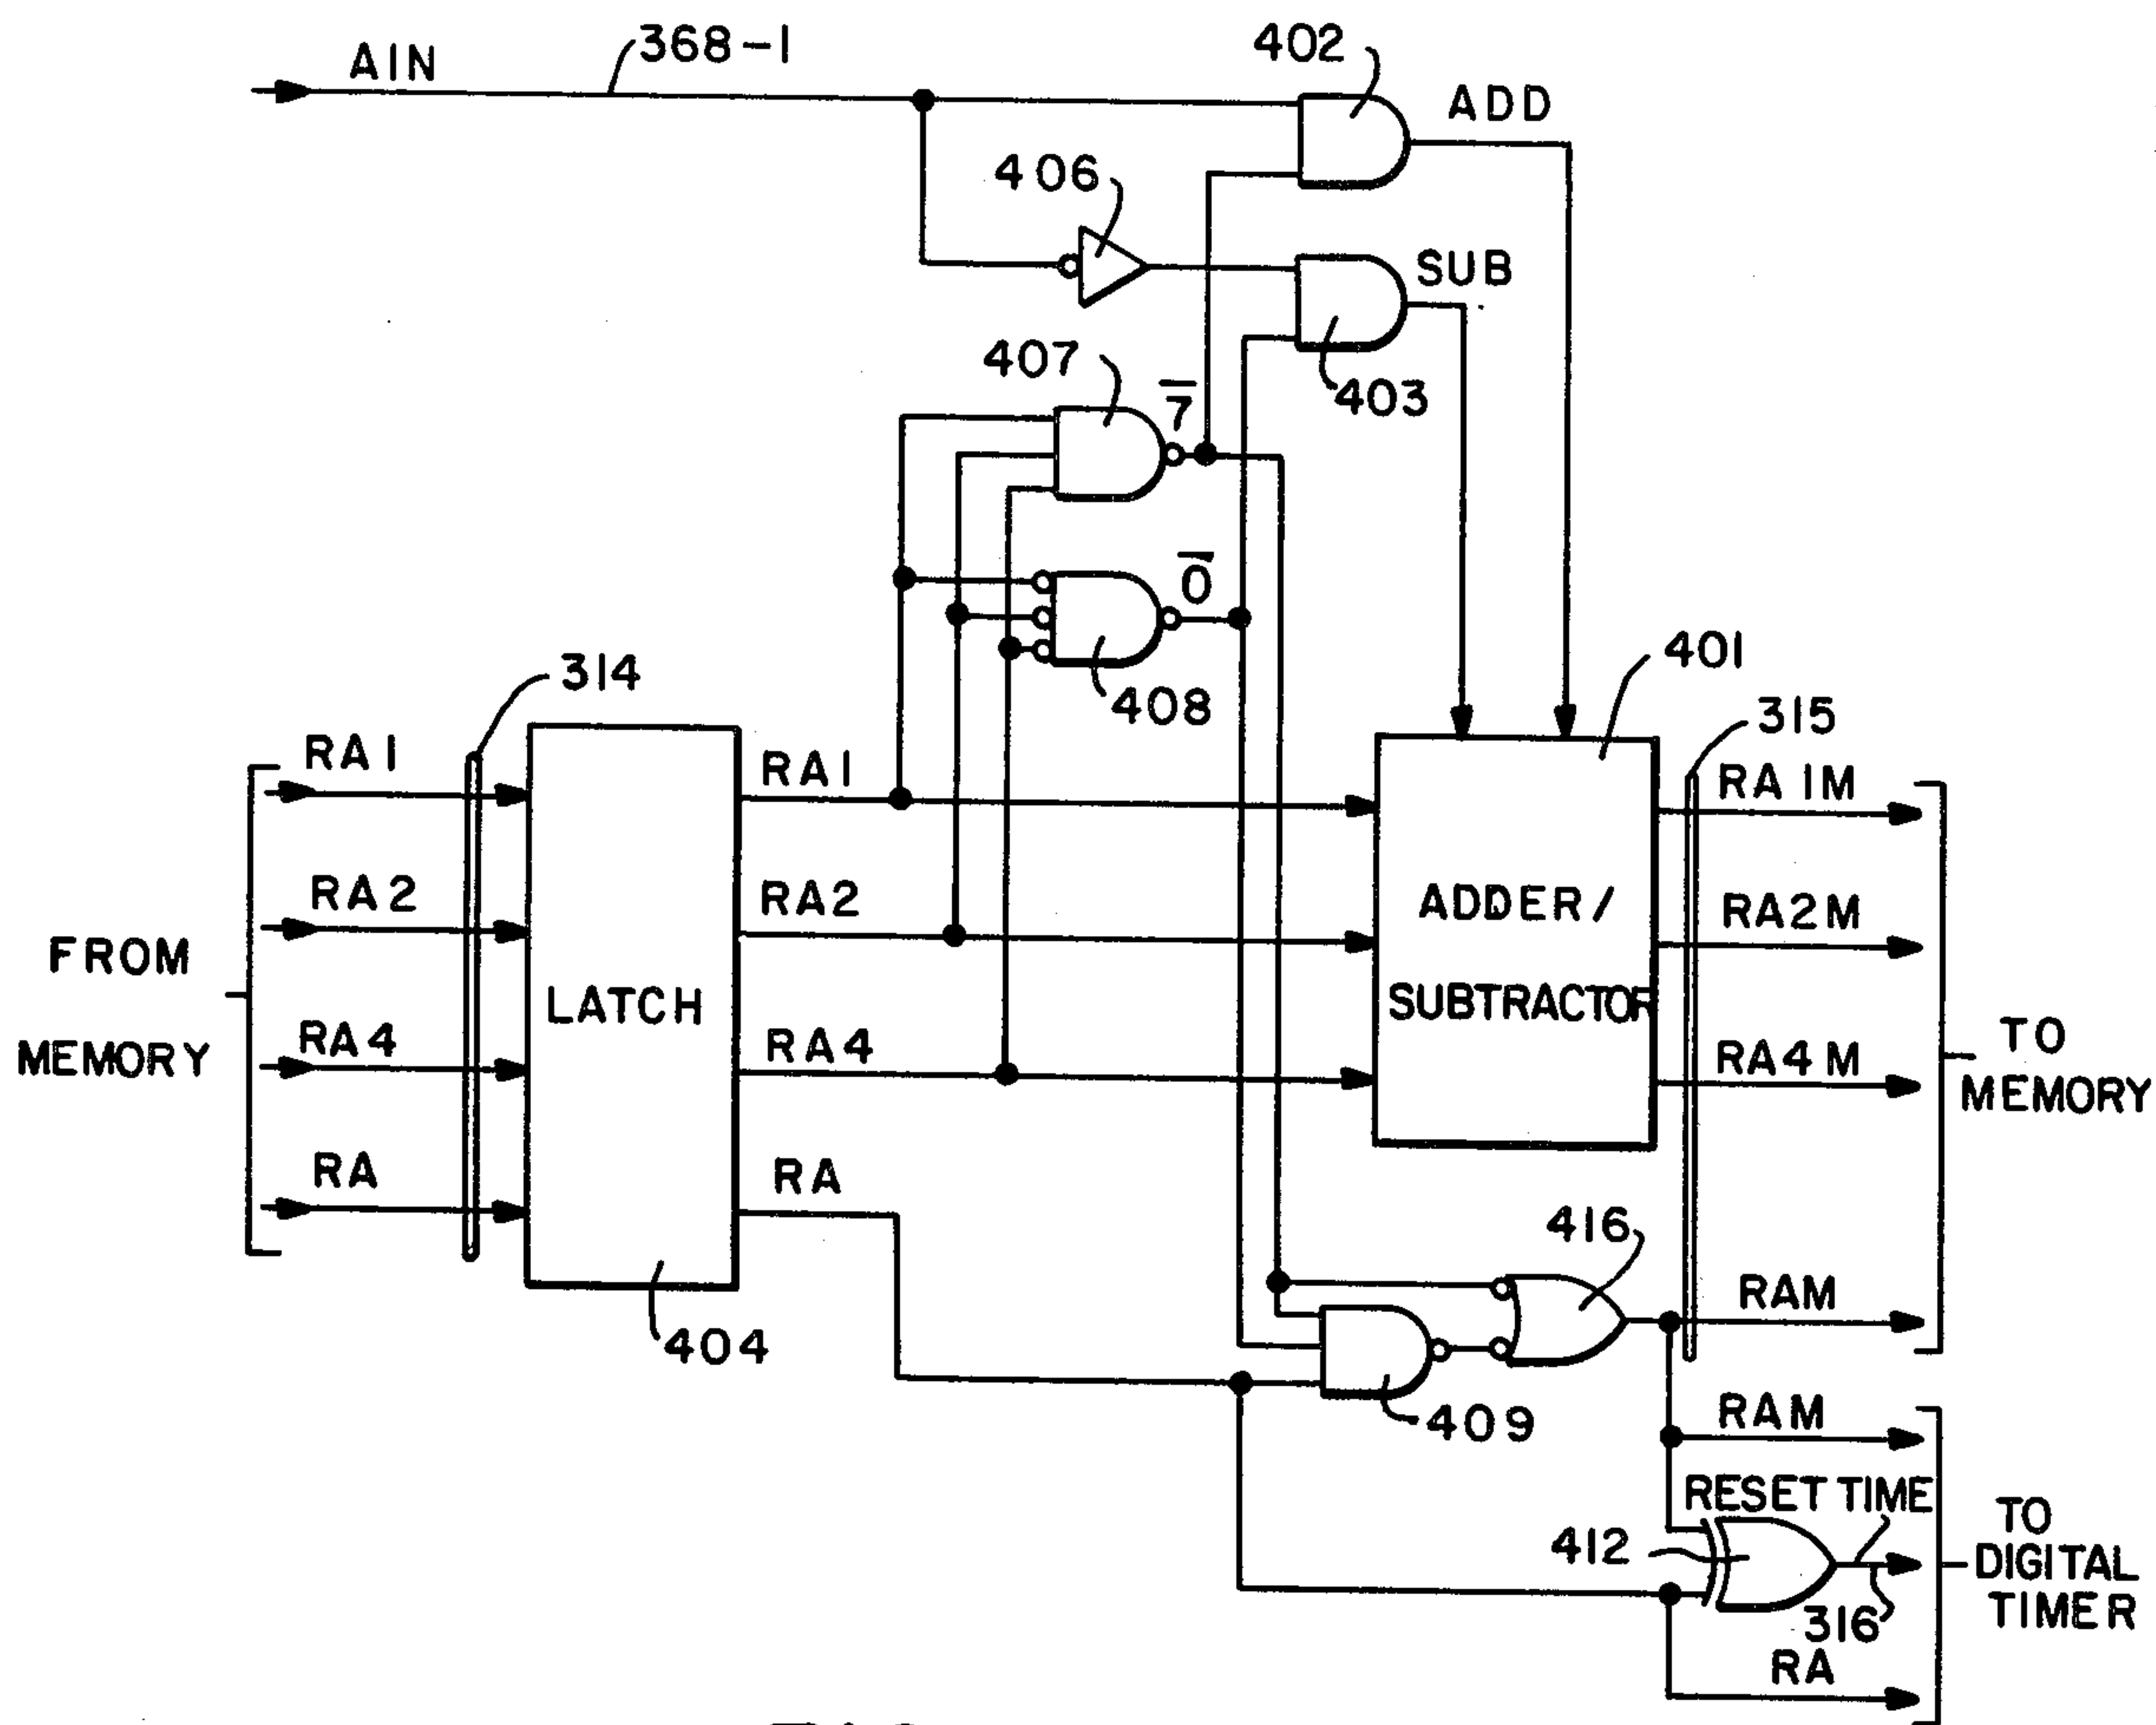 AIN
368-1
402
ADD
406
SUB
403
407
7̅
0̅
408
314
401
315
RA1
RA2
RA4
RA
FROM
MEMORY
LATCH
404
RA1
RA2
RA4
RA
ADDER/
SUBTRACTOR
RA1M
RA2M
RA4M
RAM
TO
MEMORY
416
409
RAM
RESET TIME
412
316
RA
TO
DIGITAL
TIMER